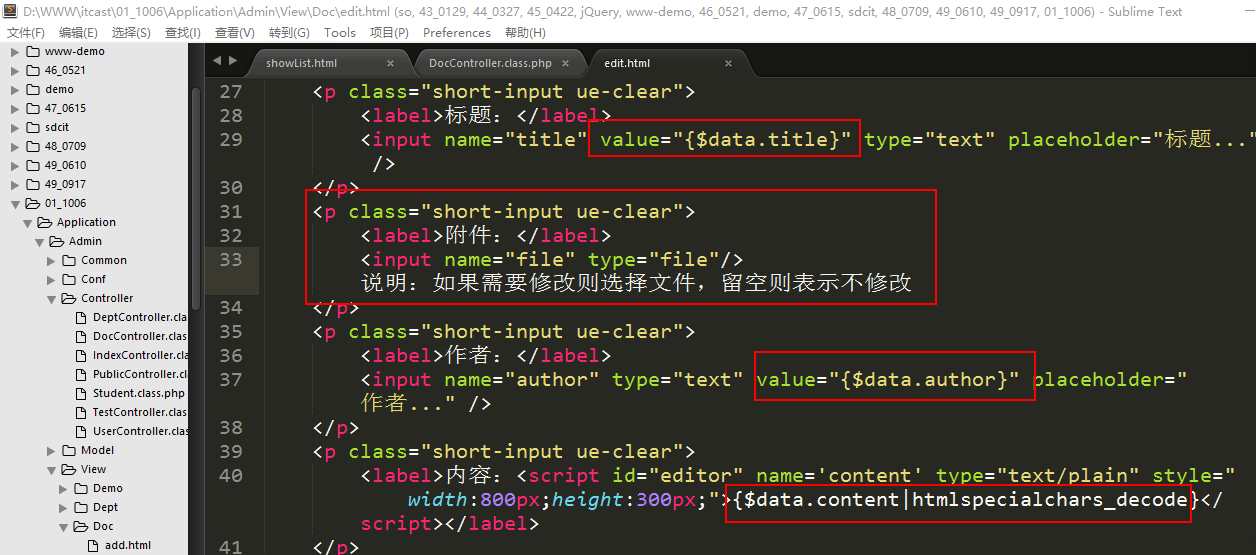 D:\WWW\itcast\01_1006\Application\Admin\View\Doc\edit.html (so, 43_0129, 44_0327, 45_0422, jQuery, www-demo, 46_0521, demo, 47_0615, sdcit, 48_0709, 49_0610, 49_0917, 01_1006) - Sublime Text
文件(F) 编辑(E) 选择(S) 查找(I) 查看(V) 转到(G) Tools 项目(P) Preferences 帮助(H)
www-demo
46_0521
demo
47_0615
sdcit
48_0709
49_0610
49_0917
01_1006
Application
Admin
Common
Conf
Controller
DeptController.cla
DocController.clas
IndexController.cla
PublicController.cl
Student.class.php
TestController.clas
UserController.clas
Model
View
Demo
Dept
Doc
add.html
showList.html × DocController.class.php × edit.html ×
27 <p class="short-input ue-clear">
28 <label>标题：</label>
29 <input name="title" value="{$data.title}" type="text" placeholder="标题..."
/>
30 </p>
31 <p class="short-input ue-clear">
32 <label>附件：</label>
33 <input name="file" type="file"/>
说明：如果需要修改则选择文件，留空则表示不修改
34 </p>
35 <p class="short-input ue-clear">
36 <label>作者：</label>
37 <input name="author" type="text" value="{$data.author}" placeholder="
作者..." />
38 </p>
39 <p class="short-input ue-clear">
40 <label>内容：<script id="editor" name='content' type="text/plain" style="
width:800px;height:300px;">{$data.content|htmlspecialchars_decode}</
script></label>
41 </p>